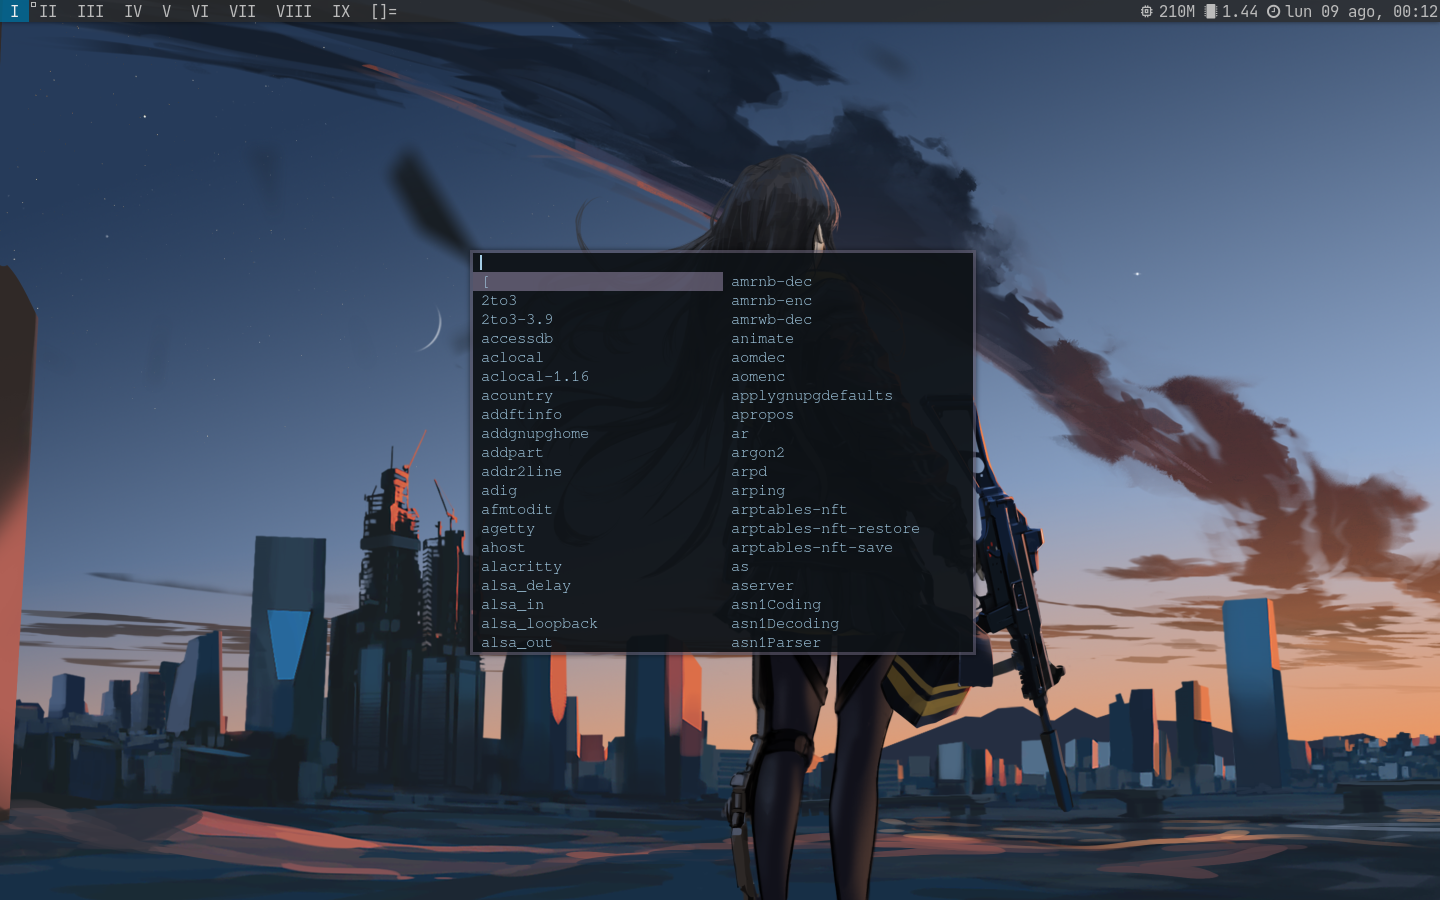 I II III IV V VI VII VIII IX []= 210M 1.44 lun 09 ago, 00:12
[
2to3
2to3-3.9
accessdb
aclocal
aclocal-1.16
acountry
addftinfo
addgnupghome
addpart
addr2line
adig
afmtodit
agetty
ahost
alacritty
alsa_delay
alsa_in
alsa_loopback
alsa_out
amrnb-dec
amrnb-enc
amrwb-dec
animate
aomdec
aomenc
applygnupgdefaults
apropos
ar
argon2
arpd
arping
arptables-nft
arptables-nft-restore
arptables-nft-save
as
aserver
asn1Coding
asn1Decoding
asn1Parser